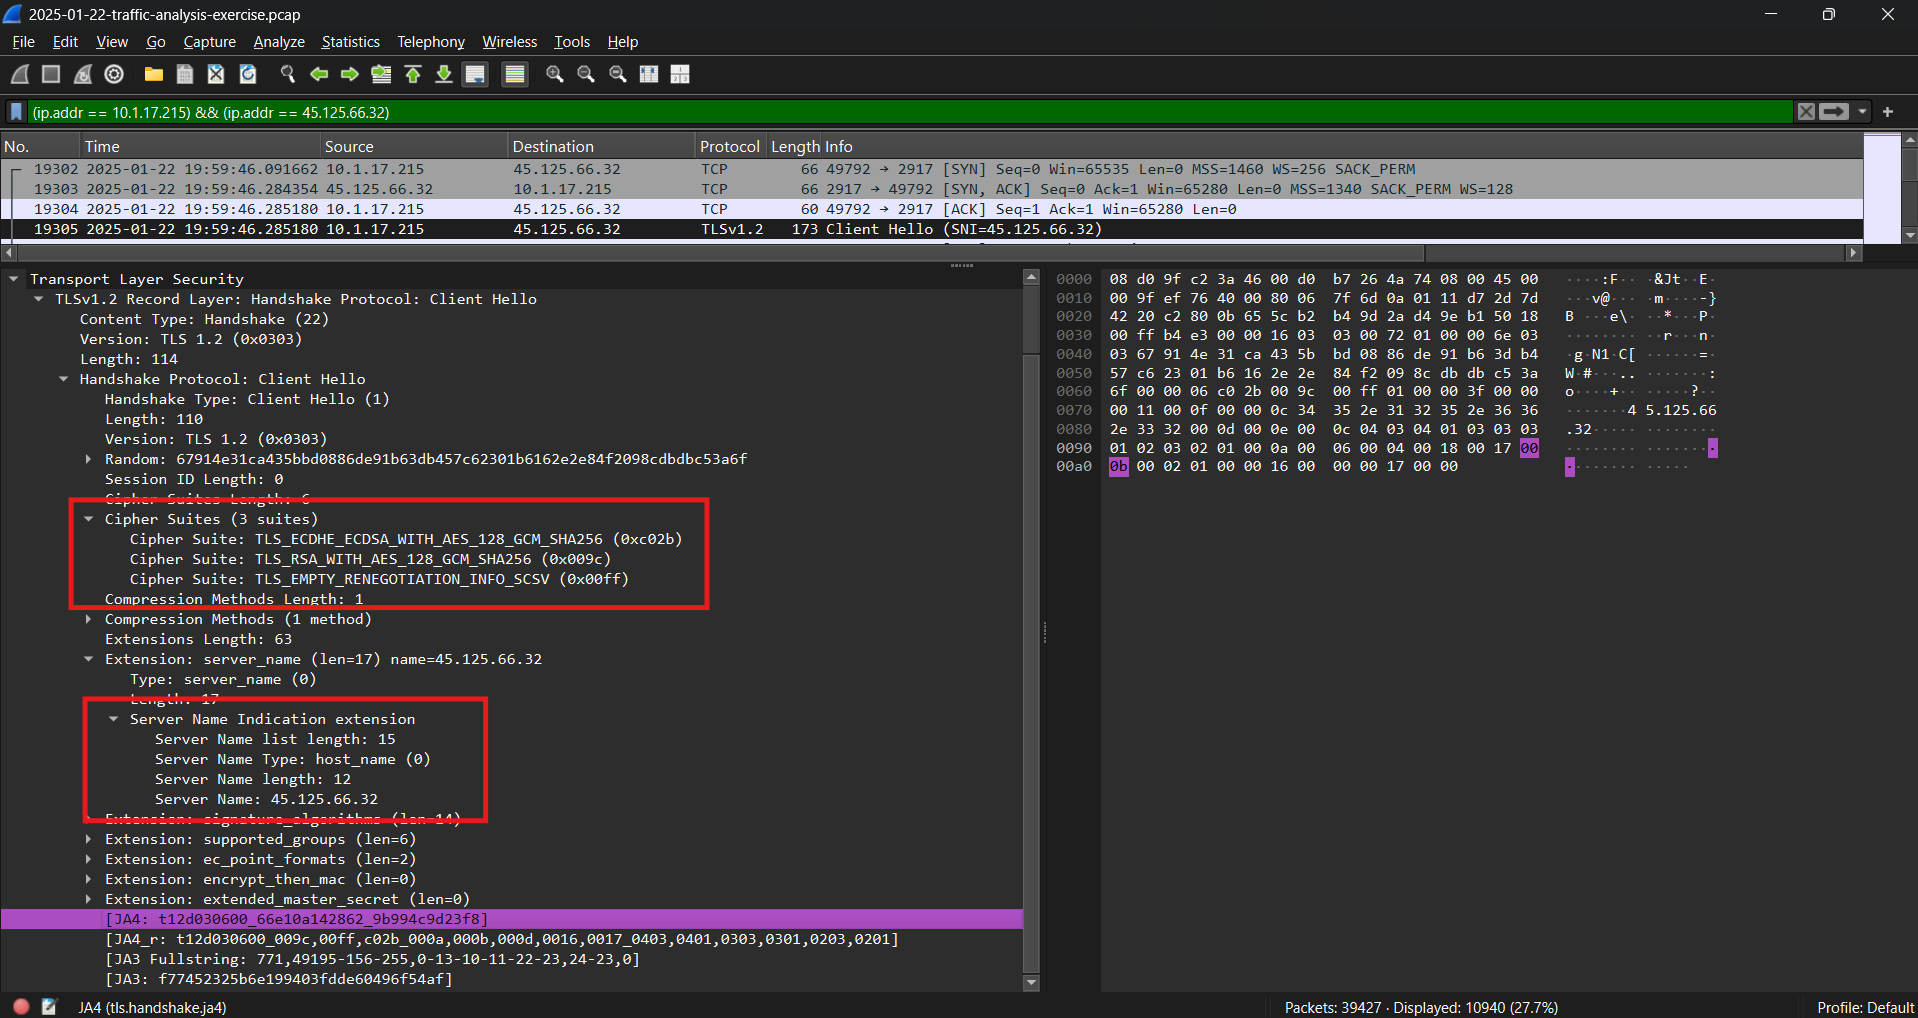 2025-01-22-traffic-analysis-exercise.pcap
File Edit View Go Capture Analyze Statistics Telephony Wireless Tools Help
(ip.addr == 10.1.17.215) && (ip.addr == 45.125.66.32)
No. Time Source Destination Protocol Length Info
19302 2025-01-22 19:59:46.091662 10.1.17.215 45.125.66.32 TCP 66 49792 → 2917 [SYN] Seq=0 Win=65535 Len=0 MSS=1460 WS=256 SACK_PERM
19303 2025-01-22 19:59:46.284354 45.125.66.32 10.1.17.215 TCP 66 2917 → 49792 [SYN, ACK] Seq=0 Ack=1 Win=65280 Len=0 MSS=1340 SACK_PERM WS=128
19304 2025-01-22 19:59:46.285180 10.1.17.215 45.125.66.32 TCP 60 49792 → 2917 [ACK] Seq=1 Ack=1 Win=65280 Len=0
19305 2025-01-22 19:59:46.285180 10.1.17.215 45.125.66.32 TLSv1.2 173 Client Hello (SNI=45.125.66.32)
Transport Layer Security
TLSv1.2 Record Layer: Handshake Protocol: Client Hello
Content Type: Handshake (22)
Version: TLS 1.2 (0x0303)
Length: 114
Handshake Protocol: Client Hello
Handshake Type: Client Hello (1)
Length: 110
Version: TLS 1.2 (0x0303)
Random: 67914e31ca435bbd0886de91b63db457c62301b6162e2e84f2098cdbdbc53a6f
Session ID Length: 0
Cipher Suites Length: 6
Cipher Suites (3 suites)
Cipher Suite: TLS_ECDHE_ECDSA_WITH_AES_128_GCM_SHA256 (0xc02b)
Cipher Suite: TLS_RSA_WITH_AES_128_GCM_SHA256 (0x009c)
Cipher Suite: TLS_EMPTY_RENEGOTIATION_INFO_SCSV (0x00ff)
Compression Methods Length: 1
Compression Methods (1 method)
Extensions Length: 63
Extension: server_name (len=17) name=45.125.66.32
Type: server_name (0)
Length: 17
Server Name Indication extension
Server Name list length: 15
Server Name Type: host_name (0)
Server Name length: 12
Server Name: 45.125.66.32
Extension: signature_algorithms (len=14)
Extension: supported_groups (len=6)
Extension: ec_point_formats (len=2)
Extension: encrypt_then_mac (len=0)
Extension: extended_master_secret (len=0)
[JA4: t12d030600_66e10a142862_9b994c9d23f8]
[JA4_r: t12d030600_009c,00ff,c02b_000a,000b,000d,0016,0017_0403,0401,0303,0301,0203,0201]
[JA3 Fullstring: 771,49195-156-255,0-13-10-11-22-23,24-23,0]
[JA3: f77452325b6e199403fdde60496f54af]
0000 08 d0 9f c2 3a 46 00 d0 b7 26 4a 74 08 00 45 00 ····:F·· ·&Jt··E·
0010 00 9f ef 76 40 00 80 06 7f 6d 0a 01 11 d7 2d 7d ···v@··· ·m····-}
0020 42 20 c2 80 0b 65 5c b2 b4 9d 2a d4 9e b1 50 18 B ···e\· ··*···P·
0030 00 ff b4 e3 00 00 16 03 03 00 72 01 00 00 6e 03 ········ ··r···n·
0040 03 67 91 4e 31 ca 43 5b bd 08 86 de 91 b6 3d b4 ·g·N1·C[ ······=·
0050 57 c6 23 01 b6 16 2e 2e 84 f2 09 8c db db c5 3a W·#···.. ·······:
0060 6f 00 00 06 c0 2b 00 9c 00 ff 01 00 00 3f 00 00 o····+·· ·····?··
0070 00 11 00 0f 00 00 0c 34 35 2e 31 32 35 2e 36 36 ·······4 5.125.66
0080 2e 33 32 00 0d 00 0e 00 0c 04 03 04 01 03 03 03 .32····· ········
0090 01 02 03 02 01 00 0a 00 06 00 04 00 18 00 17 00 ········ ········
00a0 0b 00 02 01 00 00 16 00 00 00 17 00 00 ········ ·····
JA4 (tls.handshake.ja4) Packets: 39427 · Displayed: 10940 (27.7%) Profile: Default